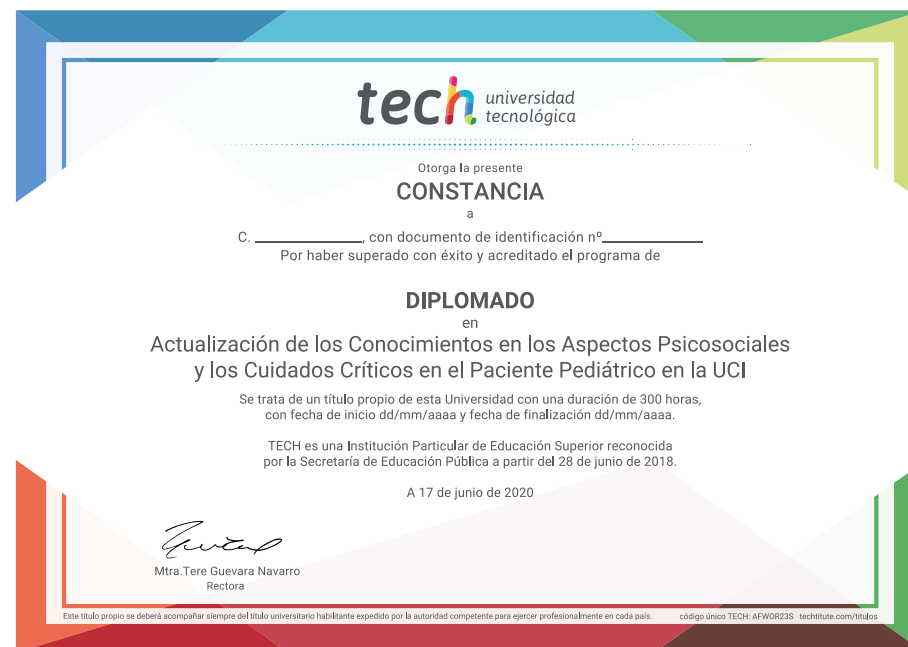 tech universidad
tecnológica
Otorga la presente
CONSTANCIA
a
C. ____________, con documento de identificación nº____________
Por haber superado con éxito y acreditado el programa de
DIPLOMADO
en
Actualización de los Conocimientos en los Aspectos Psicosociales
y los Cuidados Críticos en el Paciente Pediátrico en la UCI
Se trata de un título propio de esta Universidad con una duración de 300 horas,
con fecha de inicio dd/mm/aaaa y fecha de finalización dd/mm/aaaa.
TECH es una Institución Particular de Educación Superior reconocida
por la Secretaría de Educación Pública a partir del 28 de junio de 2018.
A 17 de junio de 2020
Mtra.Tere Guevara Navarro
Rectora
Este título propio se deberá acompañar siempre del título universitario habilitante expedido por la autoridad competente para ejercer profesionalmente en cada país. código único TECH: AFWOR23S techtitute.com/titulos